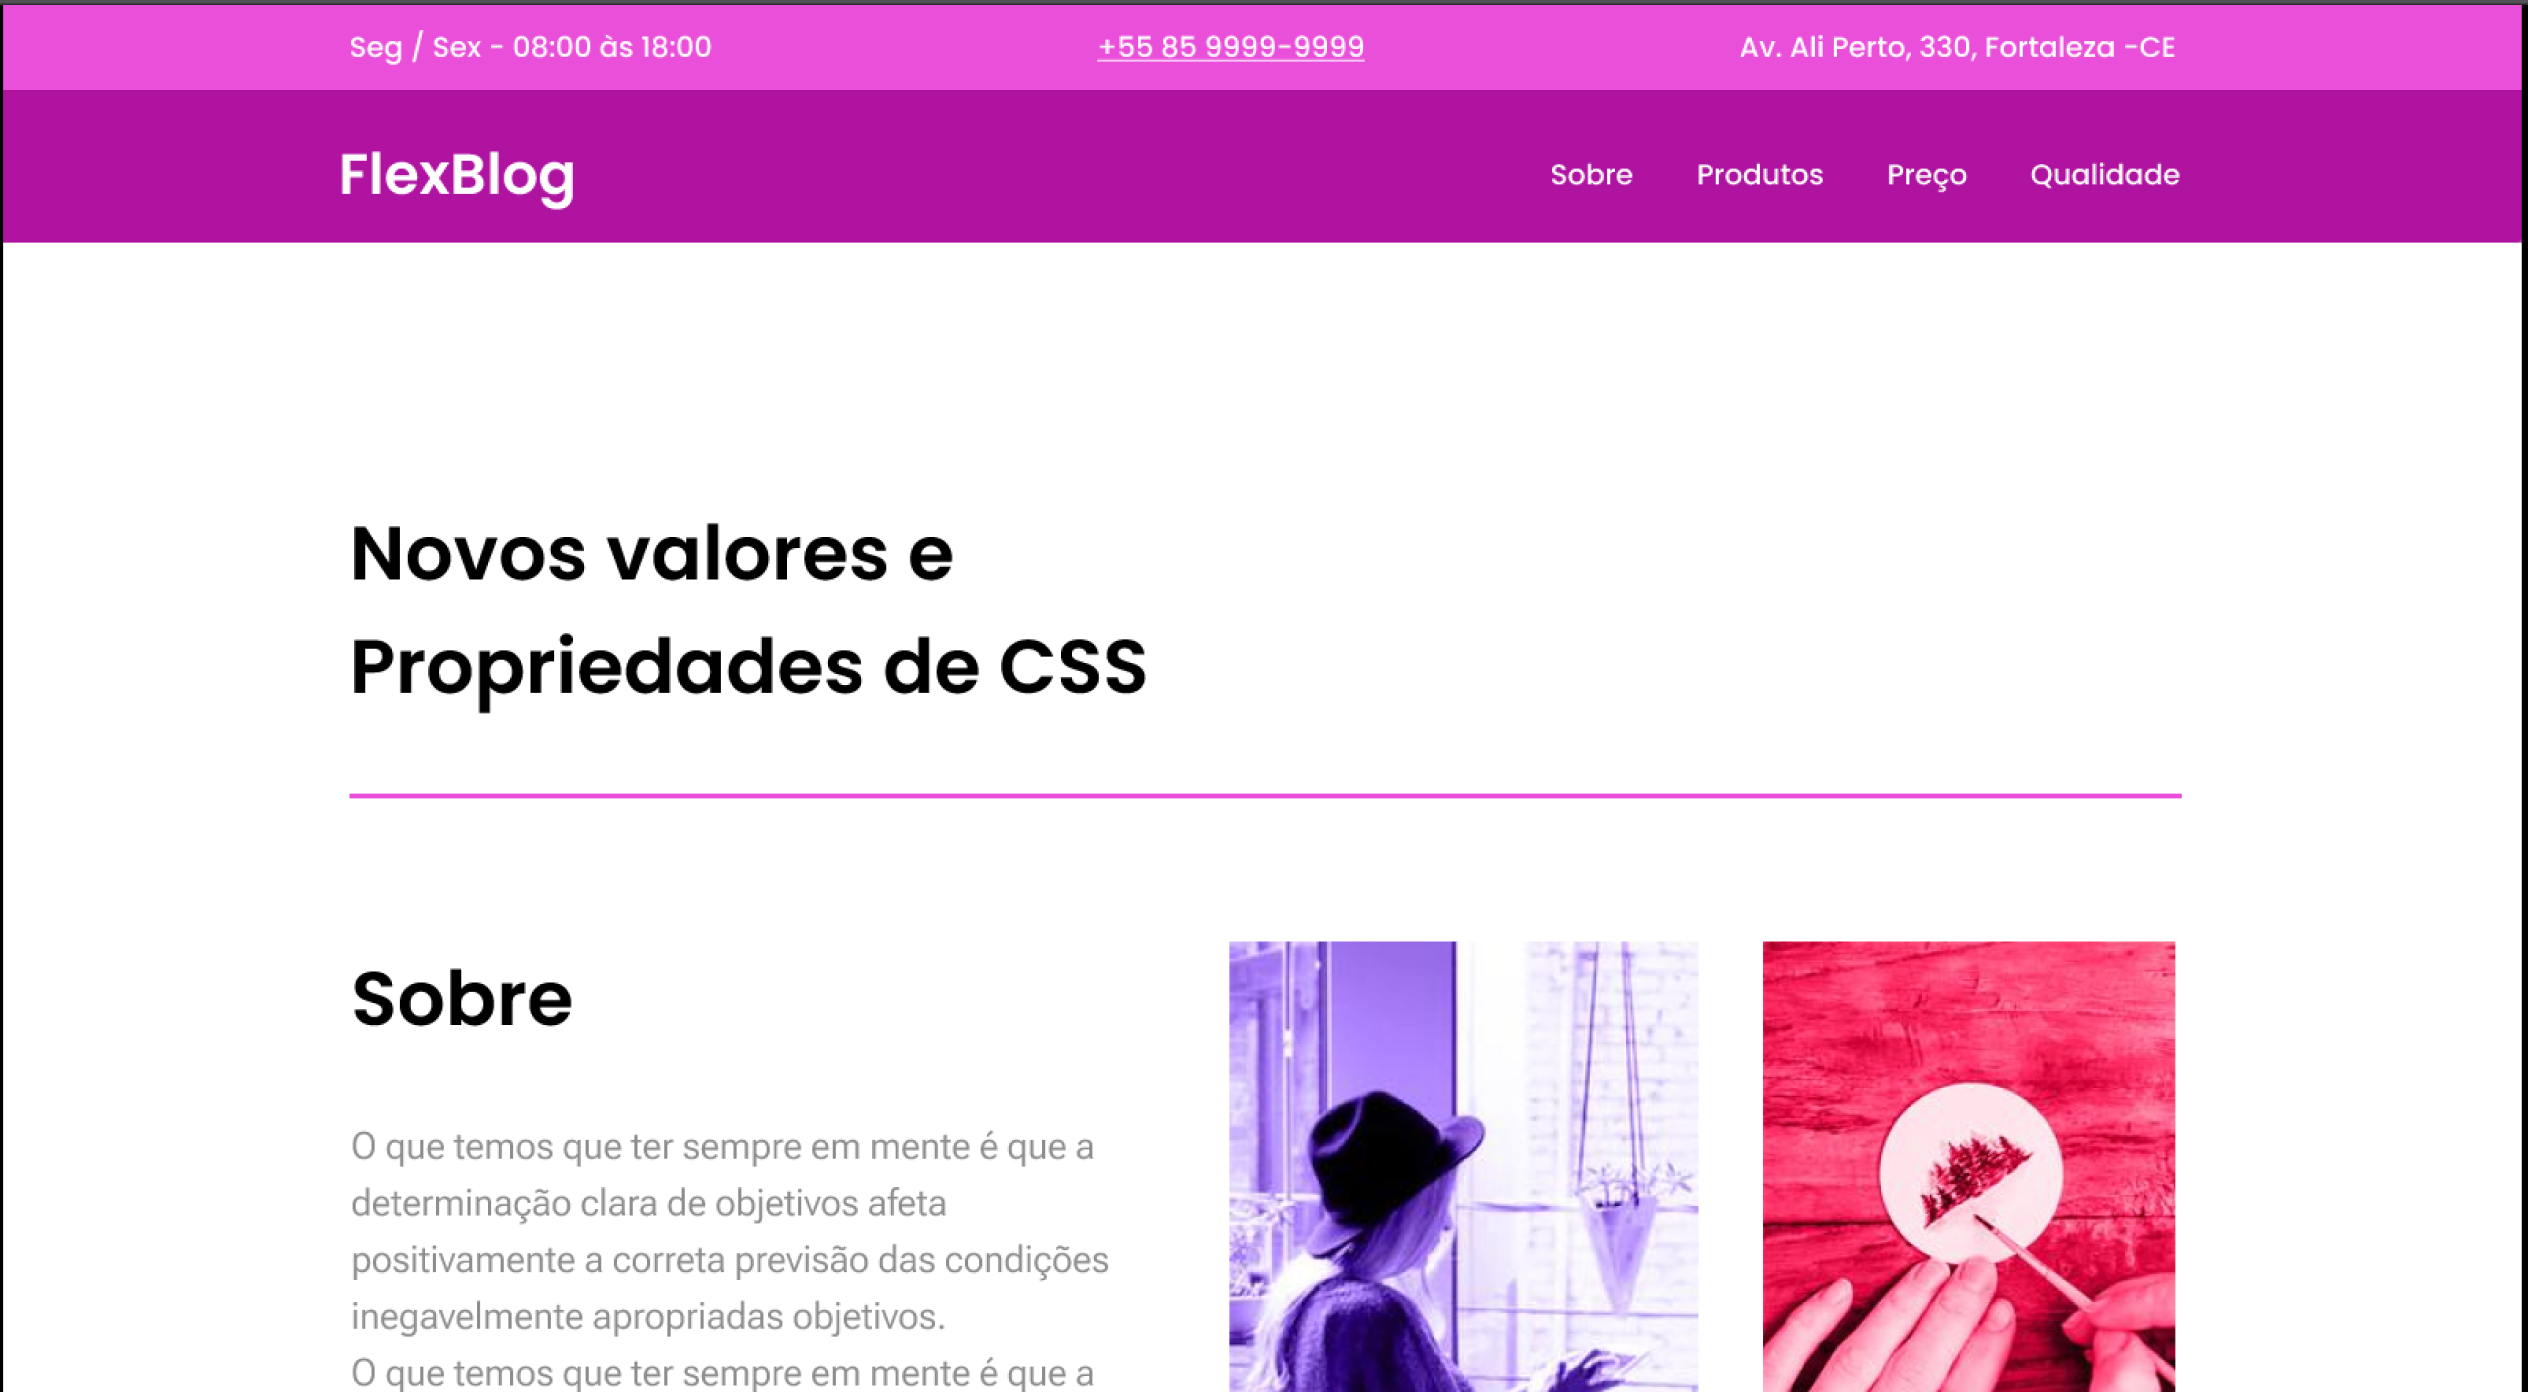 Seg / Sex - 08:00 às 18:00
+55 85 9999-9999
Av. Ali Perto, 330, Fortaleza -CE
FlexBlog
Sobre
Produtos
Preço
Qualidade
Novos valores e
Propriedades de CSS
Sobre
O que temos que ter sempre em mente é que a
determinação clara de objetivos afeta
positivamente a correta previsão das condições
inegavelmente apropriadas objetivos.
O que temos que ter sempre em mente é que a